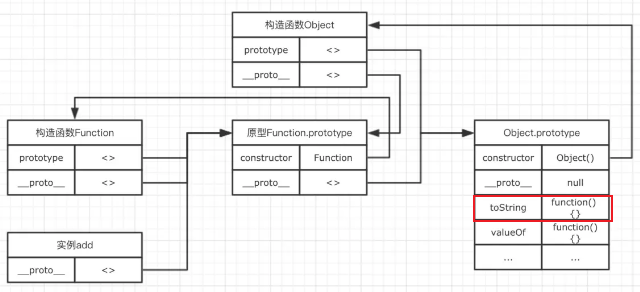 构造函数Object
prototype <>
__proto__ <>
构造函数Function
prototype <>
__proto__ <>
原型Function.prototype
constructor Function
__proto__ <>
Object.prototype
constructor Object()
__proto__ null
toString function()
{}
valueOf function()
{}
... ...
实例add
__proto__ <>